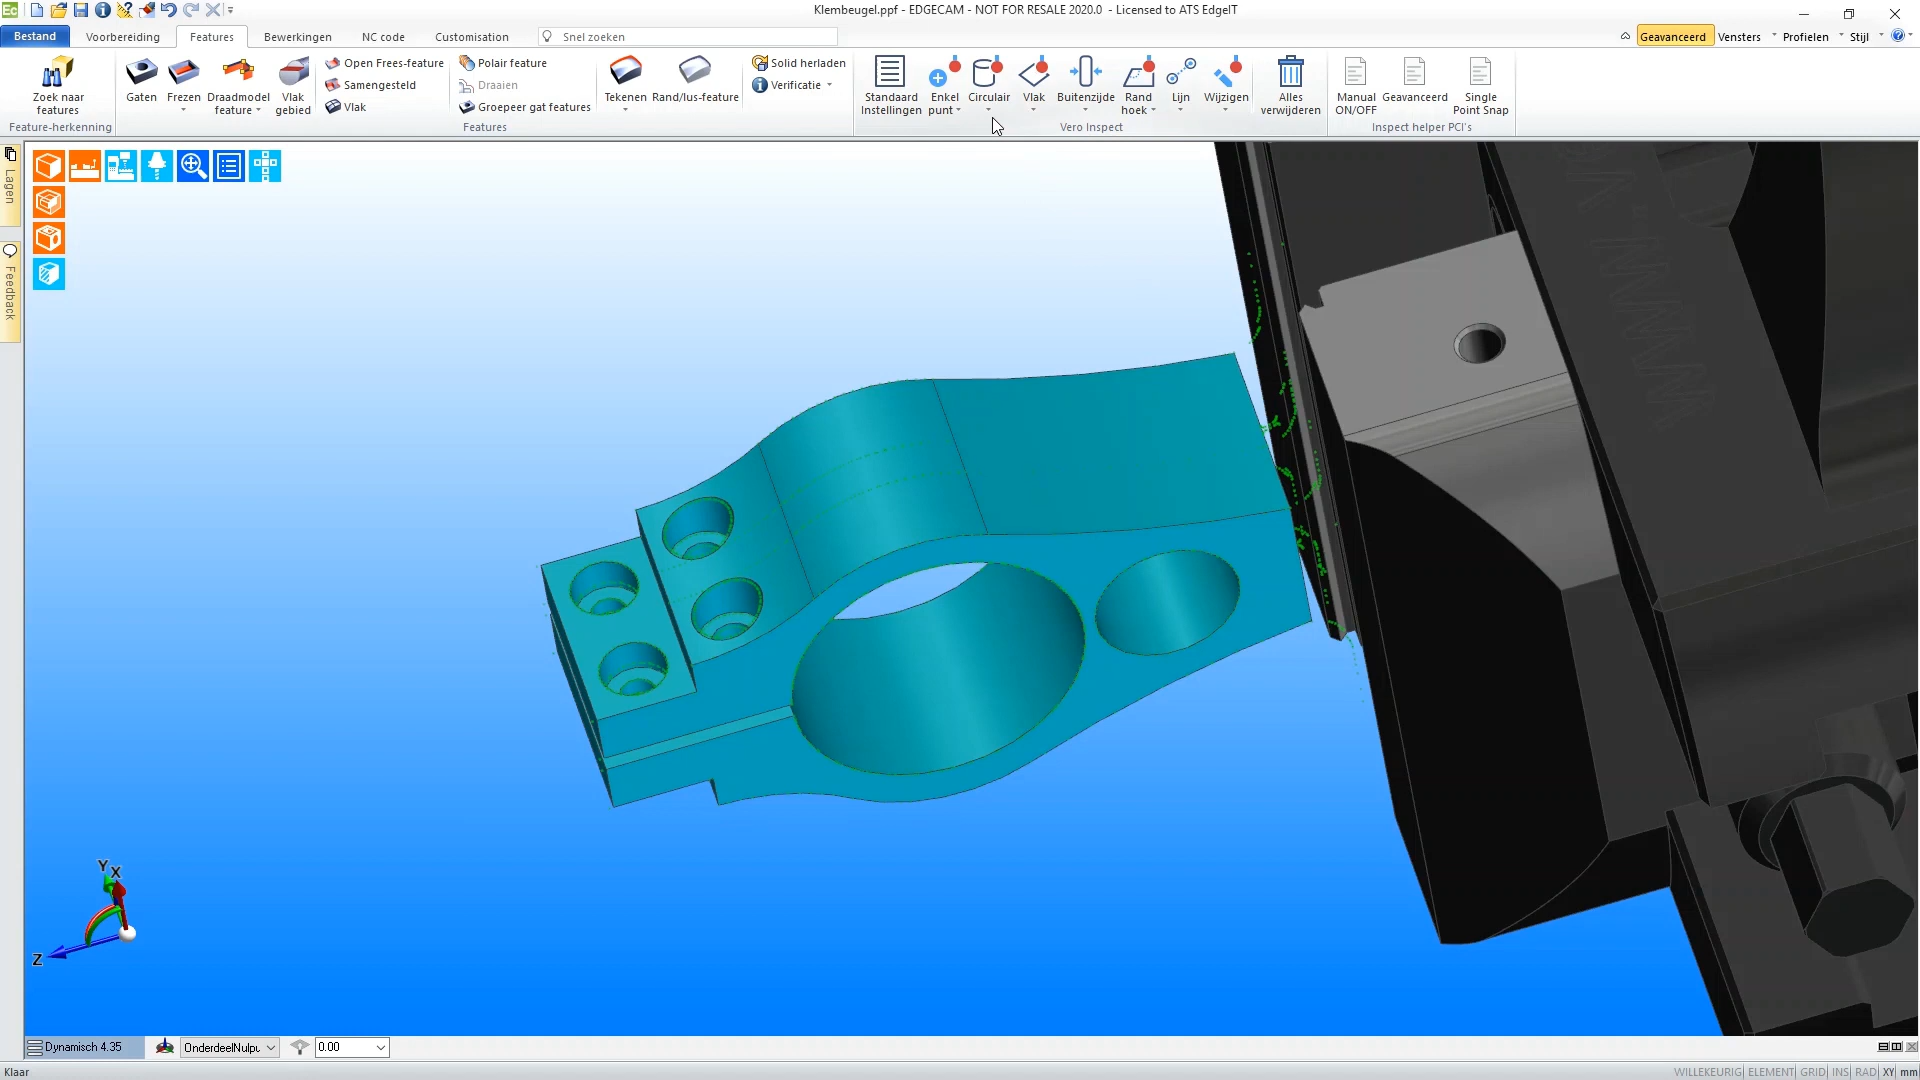 Klembeugel.ppf - EDGECAM - NOT FOR RESALE 2020.0 - Licensed to ATS EdgeIT
Bestand Voorbereiding Features Bewerkingen NC code Customisation Snel zoeken Geavanceerd Vensters Profielen Stijl
Zoek naar features
Feature-herkenning
Gaten Frezen Draadmodel feature Vlak gebied
Open Frees-feature
Samengesteld
Vlak
Polair feature
Draaien
Groepeer gat features
Features
Tekenen Rand/lus-feature
Solid herladen
Verificatie
Standaard Instellingen
Enkel punt
Circulair
Vlak
Buitenzijde
Rand hoek
Lijn
Wijzigen
Alles verwijderen
Vero Inspect
Manual ON/OFF
Geavanceerd
Single Point Snap
Inspect helper PCI's
Lagen
Feedback
Y
X
Z
Dynamisch 4.35 OnderdeelNulpu 0.00
Klaar WILLEKEURIG ELEMENT GRID INS RAD XY mm